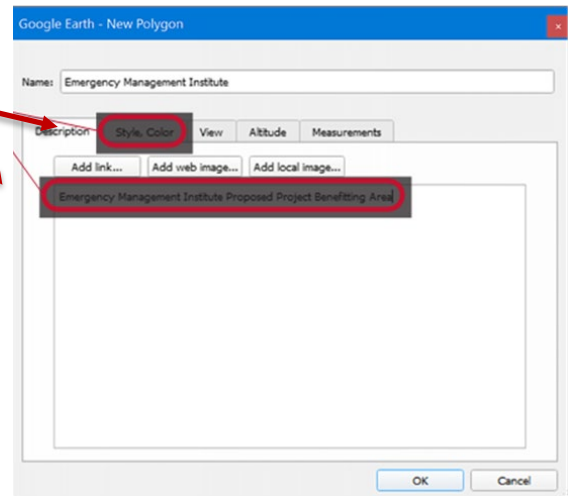 Google Earth - New Polygon
Name: Emergency Management Institute
Description Style, Color View Altitude Measurements
Add link... Add web image... Add local image...
Emergency Management Institute Proposed Project Benefitting Area
OK Cancel